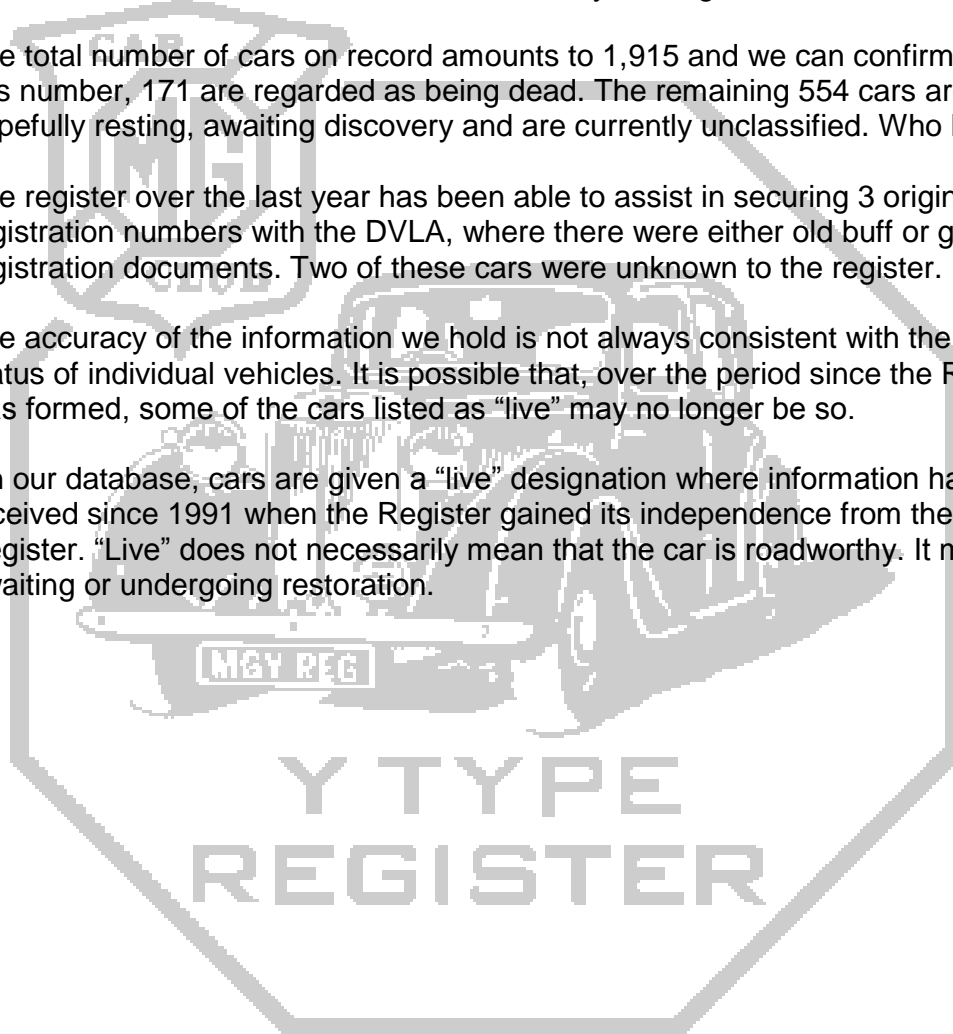 e total number of cars on record amounts to 1,915 and we can confirm
s number, 171 are regarded as being dead. The remaining 554 cars ar
pefully resting, awaiting discovery and are currently unclassified. Who
e register over the last year has been able to assist in securing 3 origin
gistration numbers with the DVLA, where there were either old buff or g
gistration documents. Two of these cars were unknown to the register.
e accuracy of the information we hold is not always consistent with the
atus of individual vehicles. It is possible that, over the period since the R
as formed, some of the cars listed as “live” may no longer be so.
n our database, cars are given a “live” designation where information ha
ceived since 1991 when the Register gained its independence from the
egister. “Live” does not necessarily mean that the car is roadworthy. It m
vaiting or undergoing restoration.
CAR
MG
CLUB
MGY REG
Y TYPE
REGISTER